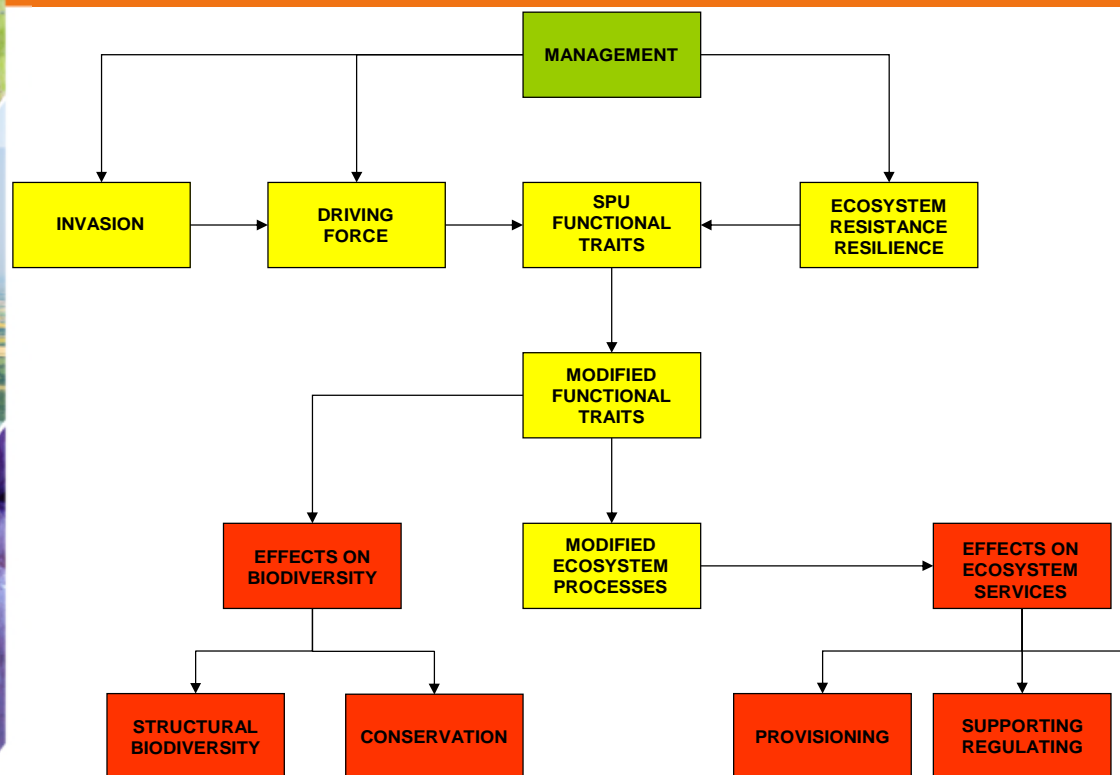 MANAGEMENT
INVASION
DRIVING
FORCE
SPU
FUNCTIONAL
TRAITS
ECOSYSTEM
RESISTANCE
RESILIENCE
MODIFIED
FUNCTIONAL
TRAITS
EFFECTS ON
BIODIVERSITY
MODIFIED
ECOSYSTEM
PROCESSES
EFFECTS ON
ECOSYSTEM
SERVICES
STRUCTURAL
BIODIVERSITY
CONSERVATION
PROVISIONING
SUPPORTING
REGULATING